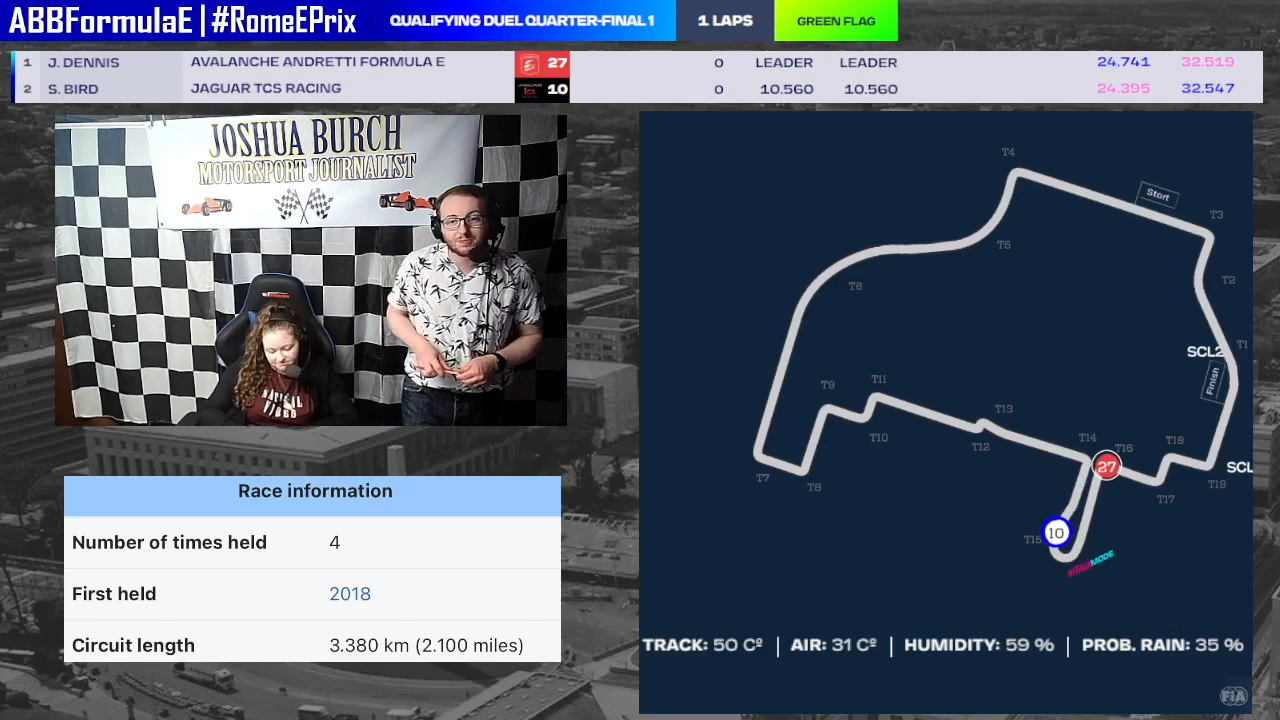 ABBFormulaE | #RomeEPrix
QUALIFYING DUEL QUARTER-FINAL 1
1 LAPS
GREEN FLAG
1 J. DENNIS AVALANCHE ANDRETTI FORMULA E 27 0 LEADER LEADER 24.741 32.519
2 S. BIRD JAGUAR TCS RACING 10 0 10.560 10.560 24.395 32.547
JOSHUA BURCH
MOTORSPORT JOURNALIST
T4
Start
T3
T5
T2
T6
T1
SCL2
Finish
T9
T11
T13
T10
T12
T14
T16
T18
27
SCL
T7
T8
T17
T19
T15
10
MODE
Race information
Number of times held 4
First held 2018
Circuit length 3.380 km (2.100 miles)
TRACK: 50 Cº | AIR: 31 Cº | HUMIDITY: 59 % | PROB. RAIN: 35 %
FIA